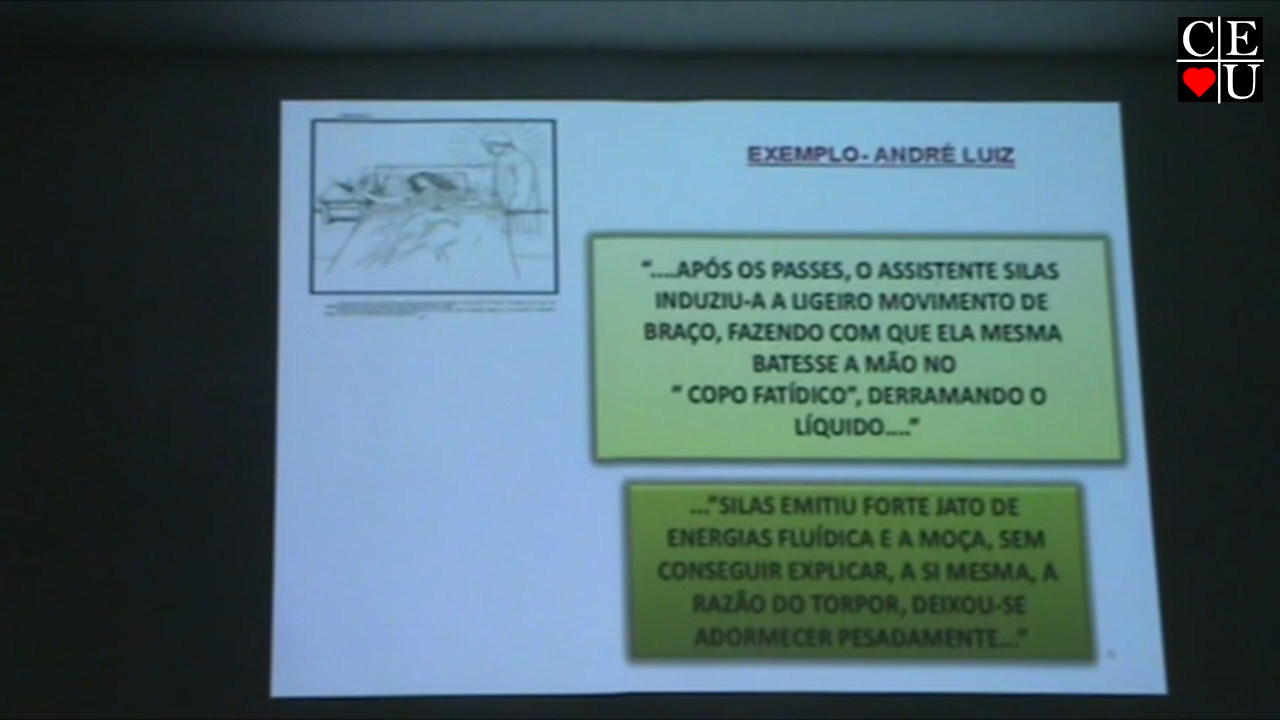 C E
U
EXEMPLO- ANDRÉ LUIZ
“....APÓS OS PASSES, O ASSISTENTE SILAS
INDUZIU-A A LIGEIRO MOVIMENTO DE
BRAÇO, FAZENDO COM QUE ELA MESMA
BATESSE A MÃO NO
“ COPO FATÍDICO”, DERRAMANDO O
LÍQUIDO....”
...”SILAS EMITIU FORTE JATO DE
ENERGIAS FLUÍDICA E A MOÇA, SEM
CONSEGUIR EXPLICAR, A SI MESMA, A
RAZÃO DO TORPOR, DEIXOU-SE
ADORMECER PESADAMENTE...”